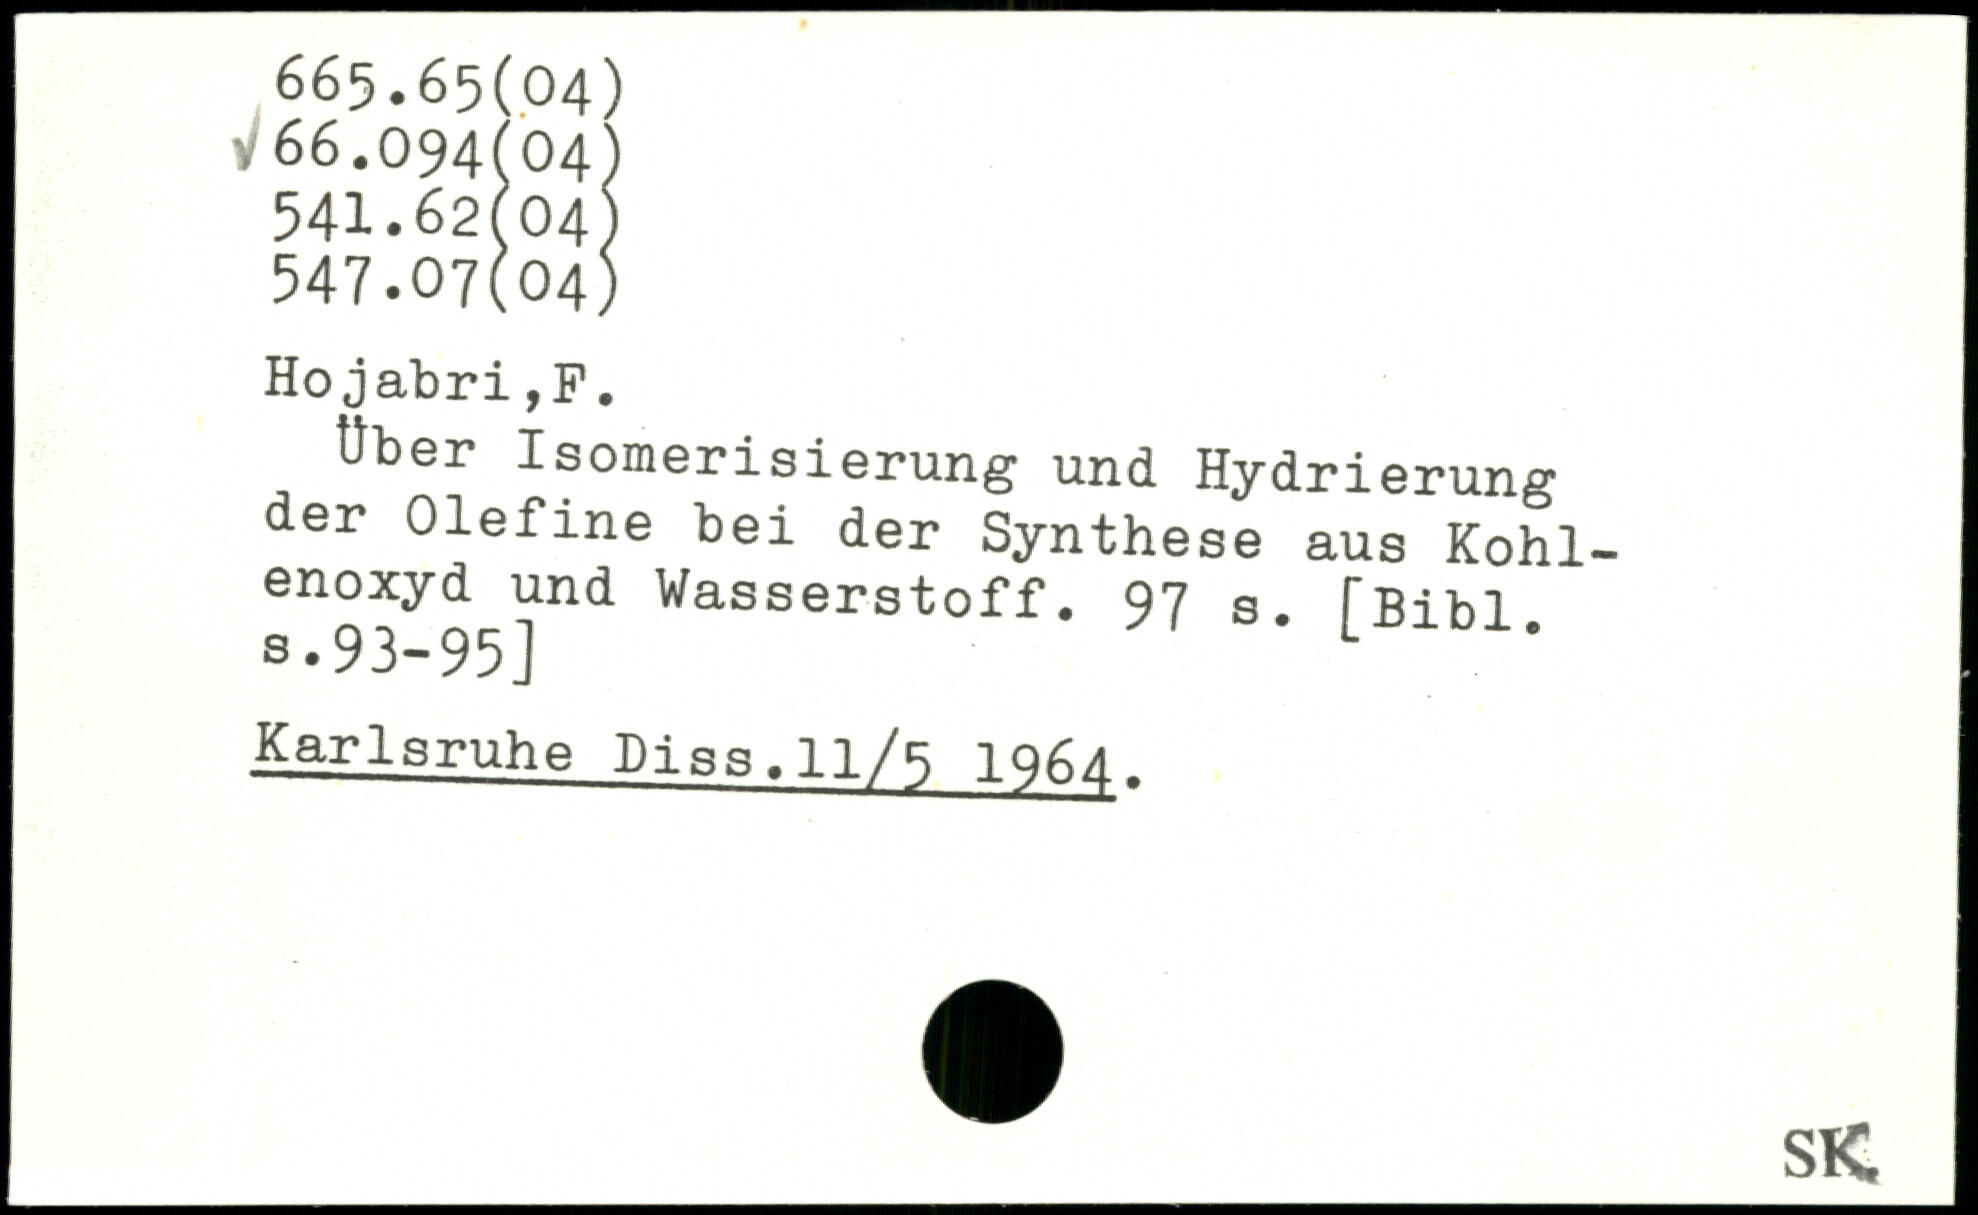 665.65(04)
✓66.094(04)
541.62(04)
547.07(04)
Hojabri,F.
Über Isomerisierung und Hydrierung
der Olefine bei der Synthese aus Kohl-
enoxyd und Wasserstoff. 97 s. [Bibl.
s.93-95]
Karlsruhe Diss.11/5 1964.
SK